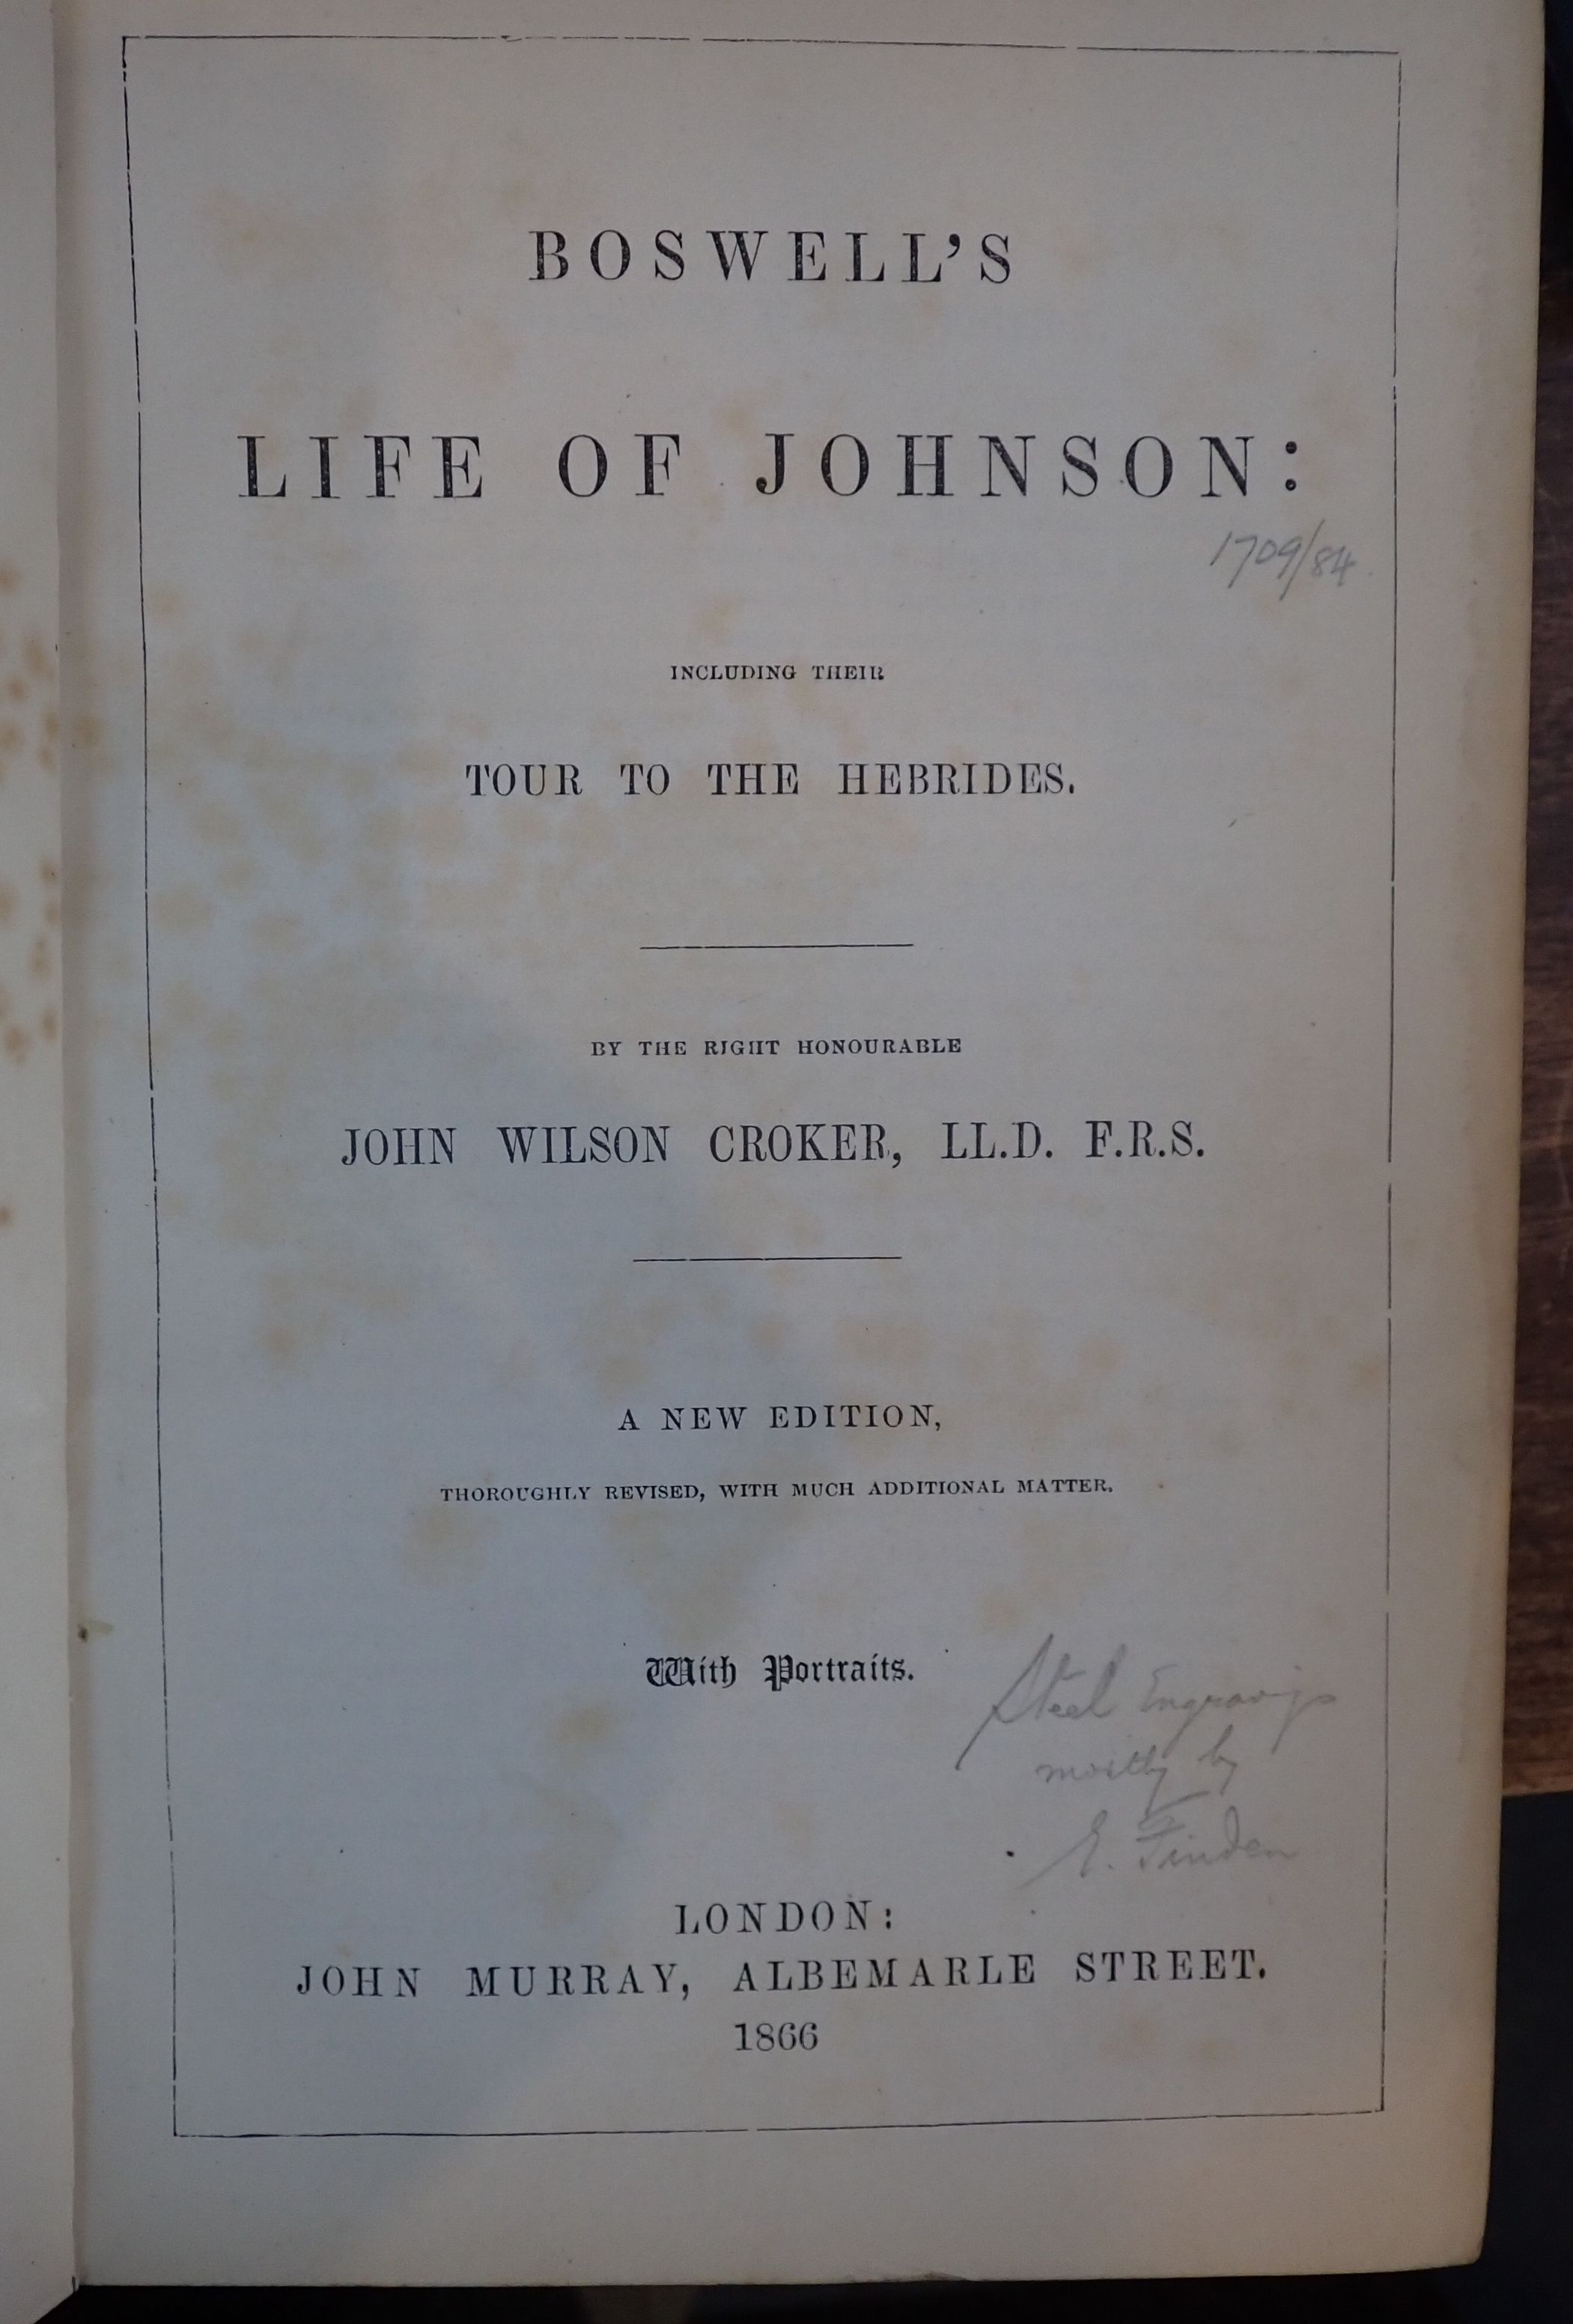 BOSWELL'S
LIFE OF JOHNSON:
1709/84
INCLUDING THEIR
TOUR TO THE HEBRIDES.
BY THE RIGHT HONOURABLE
JOHN WILSON CROKER, LL.D. F.R.S.
A NEW EDITION,
THOROUGHLY REVISED, WITH MUCH ADDITIONAL MATTER.
With Portraits.
Steel Engravings
mostly by
E. Finden
LONDON:
JOHN MURRAY, ALBEMARLE STREET.
1866